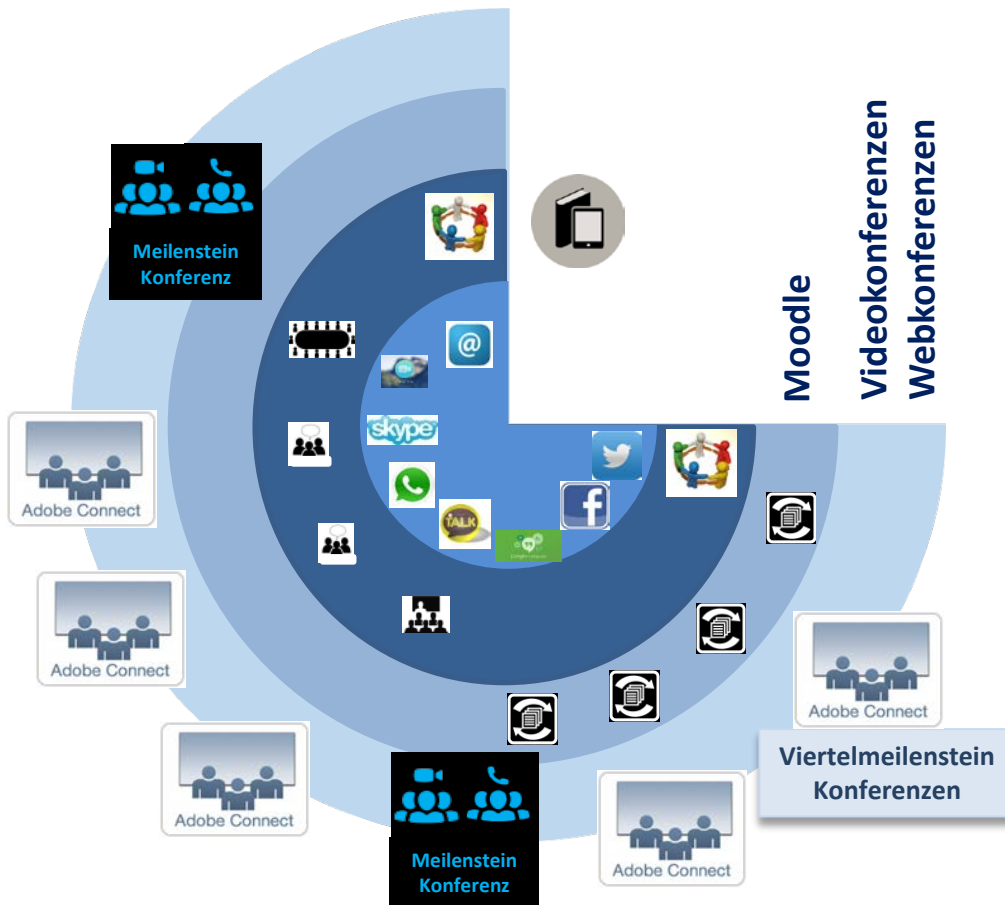 Moodle
Videokonferenzen
Webkonferenzen
Meilenstein
Konferenz
@
skype
TALK
f
Adobe Connect
Adobe Connect
Adobe Connect
Adobe Connect
Adobe Connect
Viertelmeilenstein
Konferenzen
Meilenstein
Konferenz